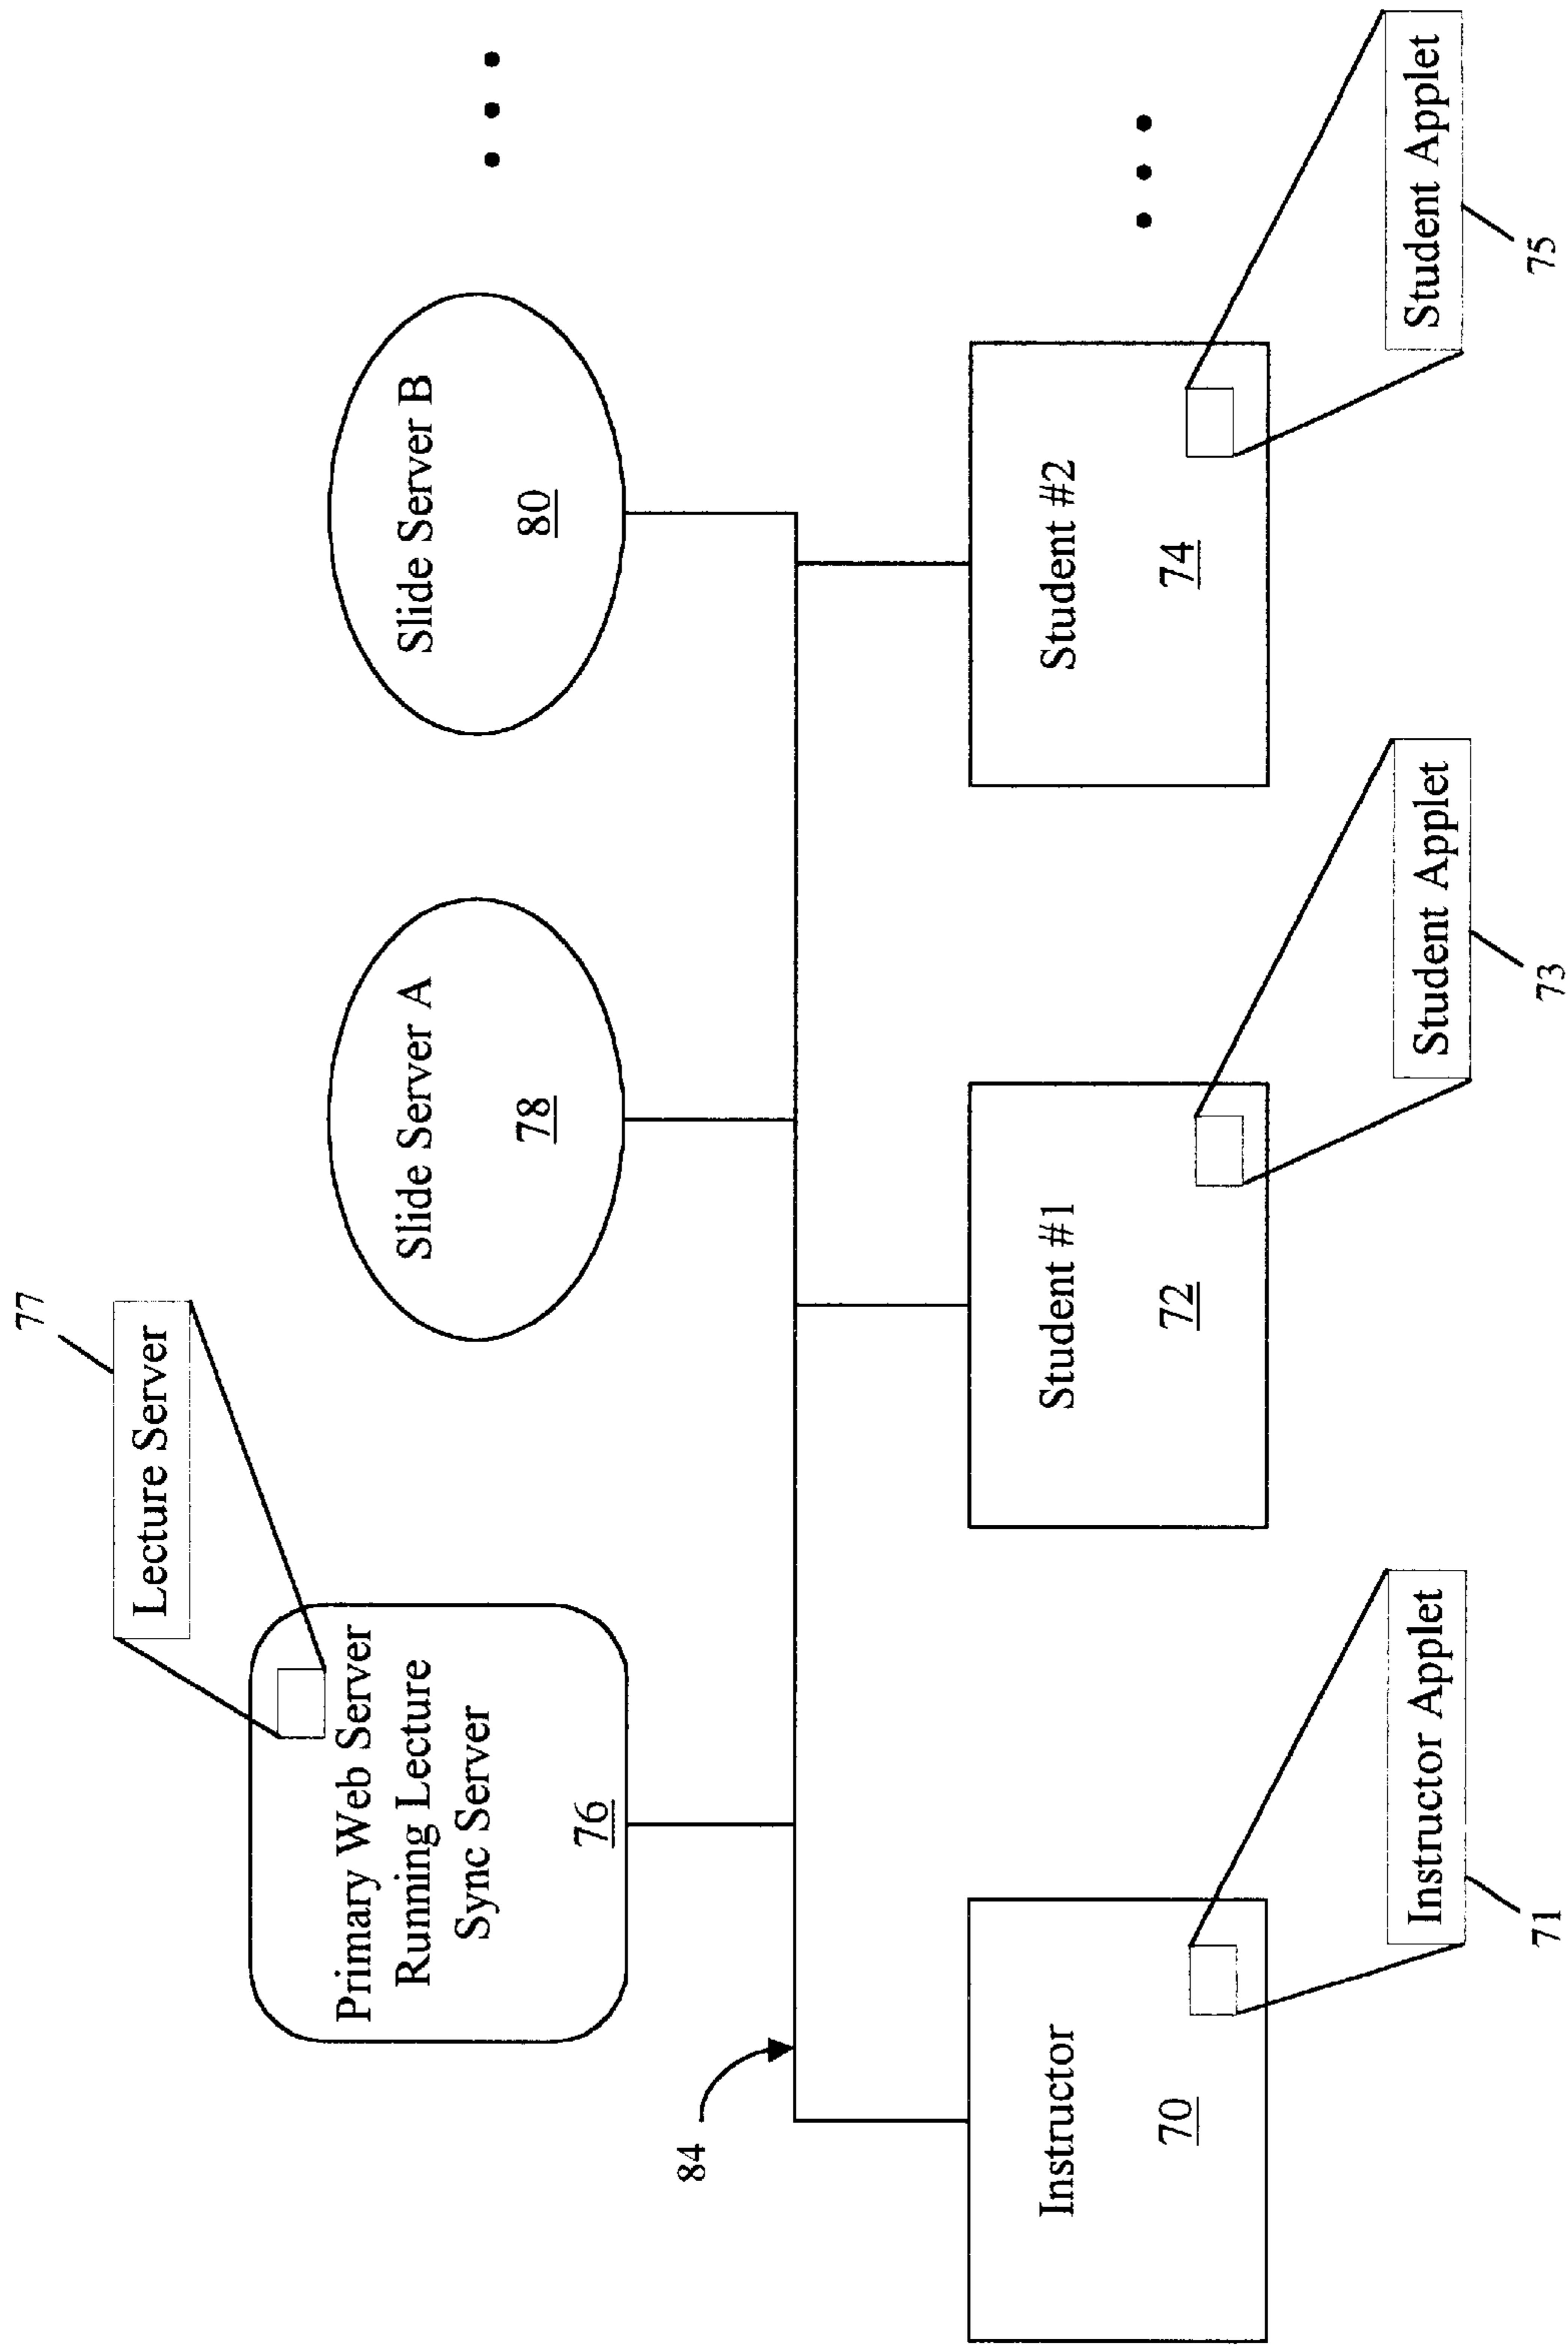 77
Lecture Server
Primary Web Server
Running Lecture
Sync Server
76
Slide Server A
78
Slide Server B
80
84
Instructor
70
Student #1
72
Student #2
74
Instructor Applet
71
Student Applet
73
Student Applet
75